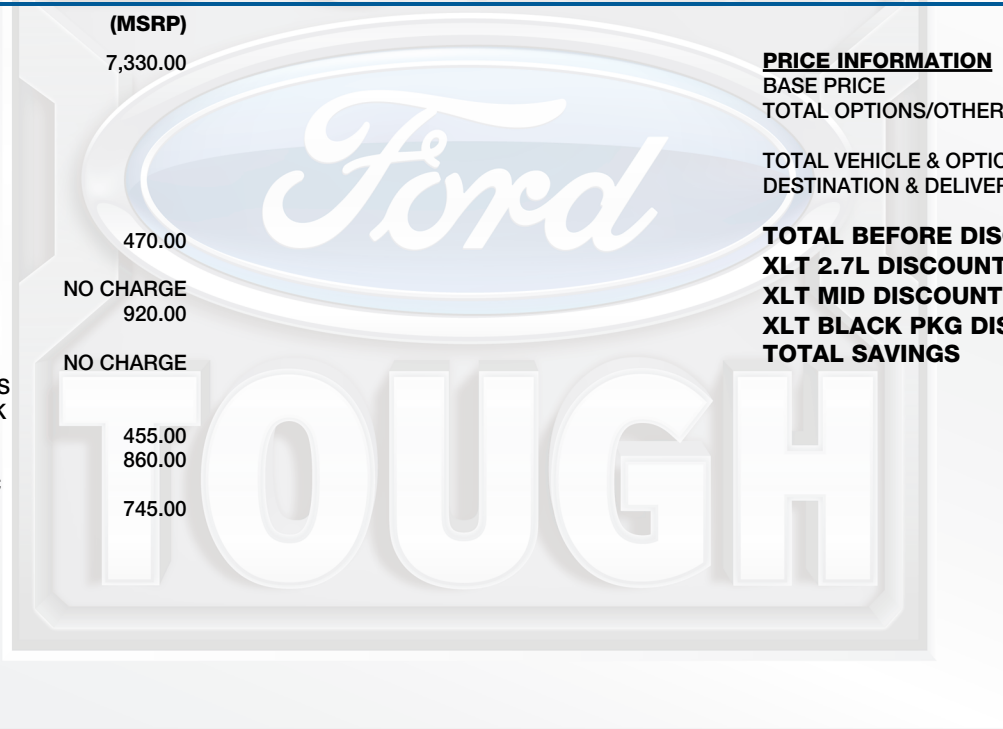 (MSRP)
7,330.00
470.00
NO CHARGE
920.00
NO CHARGE
S
K
455.00
860.00
745.00
PRICE INFORMATION
BASE PRICE
TOTAL OPTIONS/OTHER
TOTAL VEHICLE & OPTIO
DESTINATION & DELIVER
TOTAL BEFORE DISC
XLT 2.7L DISCOUNT
XLT MID DISCOUNT
XLT BLACK PKG DIS
TOTAL SAVINGS
Ford
TOUGH